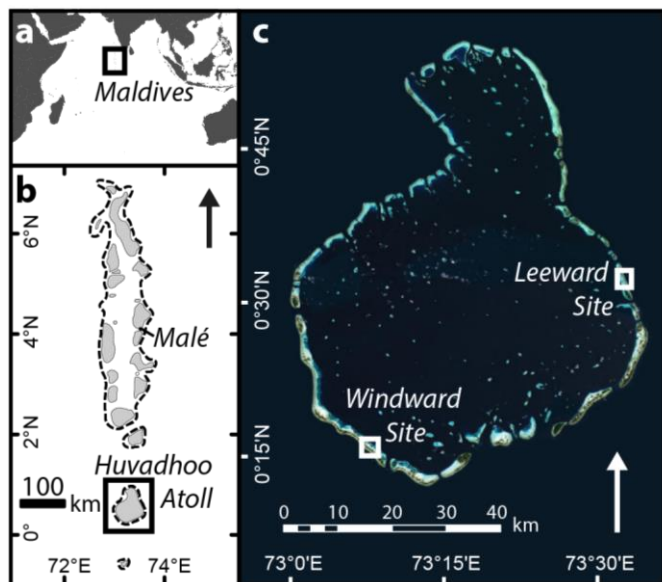 a
Maldives
b
6°N
Malé
4°N
2°N
Huvadhoo
Atoll
100
km
0°
72°E
74°E
c
0°45'N
Leeward
Site
0°30'N
Windward
Site
0°15'N
0 10 20 30 40
km
73°0'E
73°15'E
73°30'E